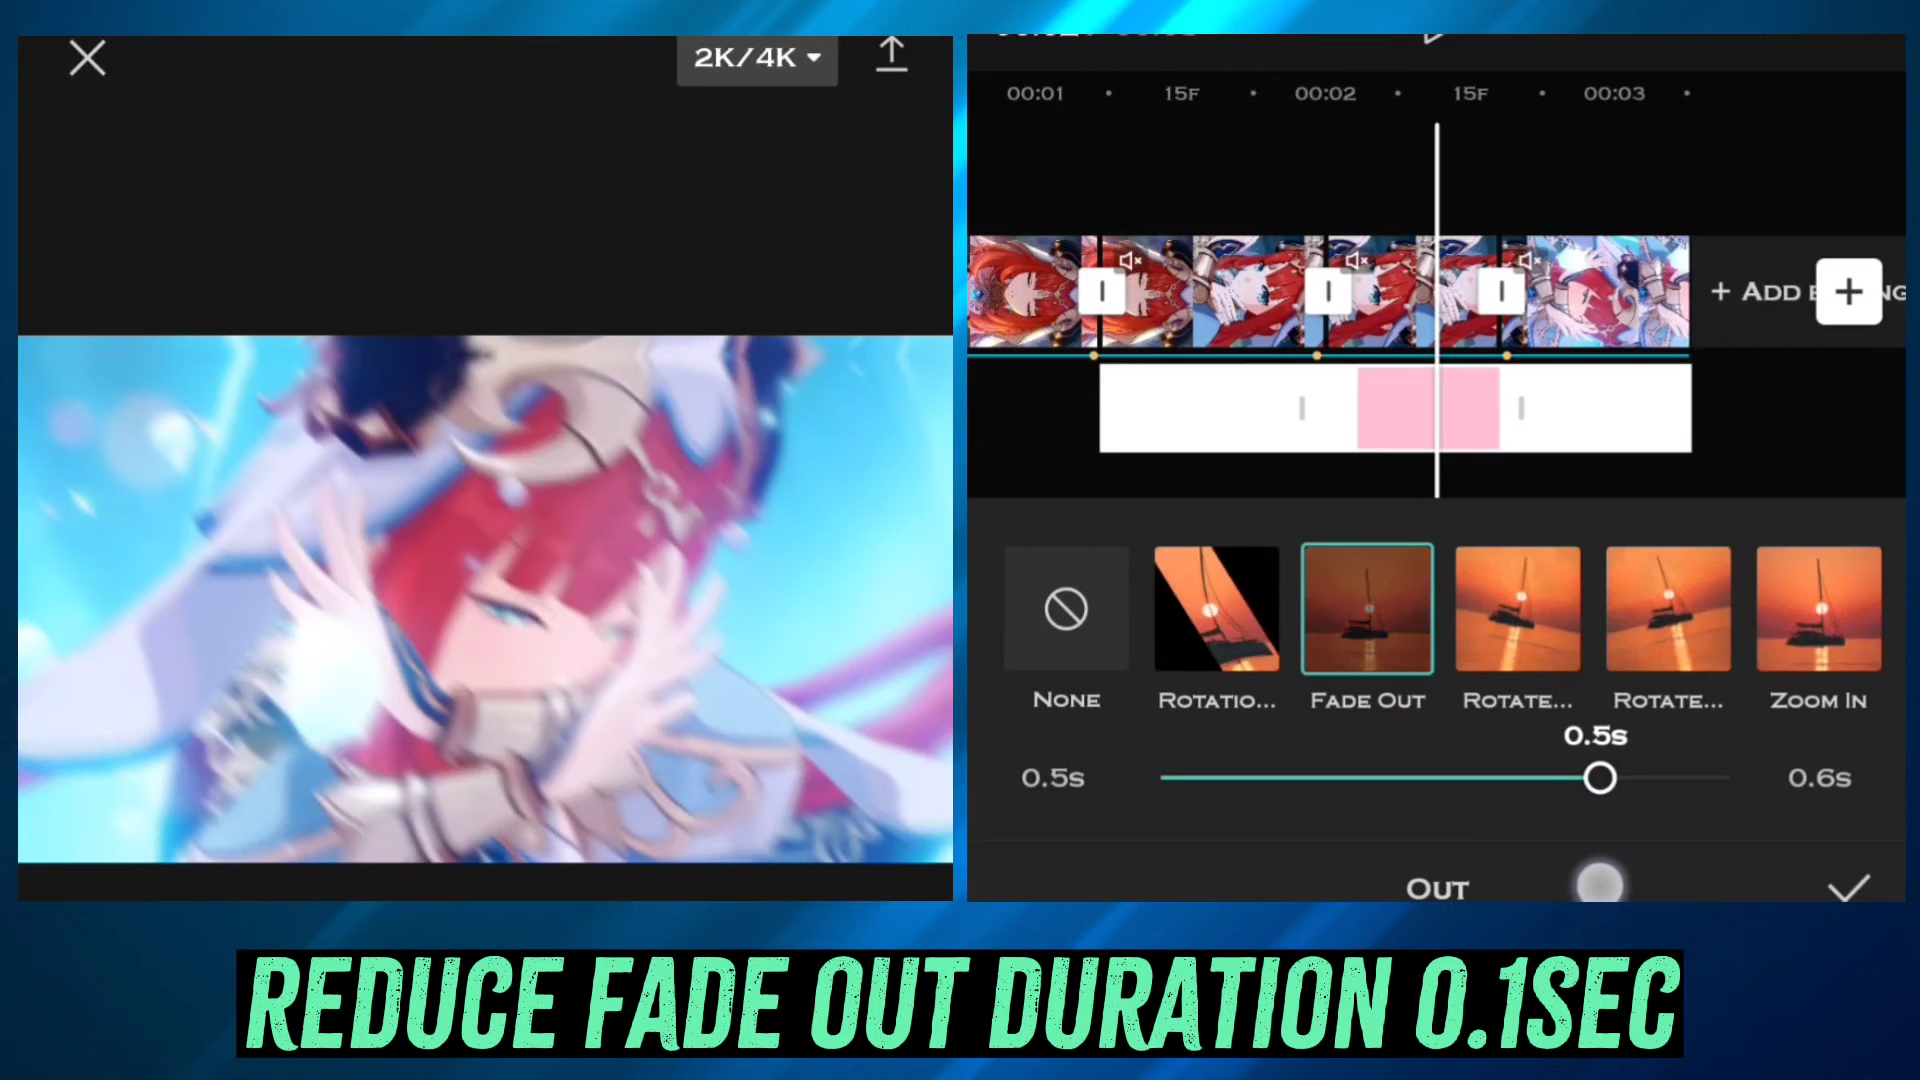 2K/4K
00:01 15F 00:02 15F 00:03
+ ADD
NONE
ROTATIO...
FADE OUT
ROTATE...
ROTATE...
ZOOM IN
0.5s
0.5s
0.6s
OUT
REDUCE FADE OUT DURATION 0.1SEC